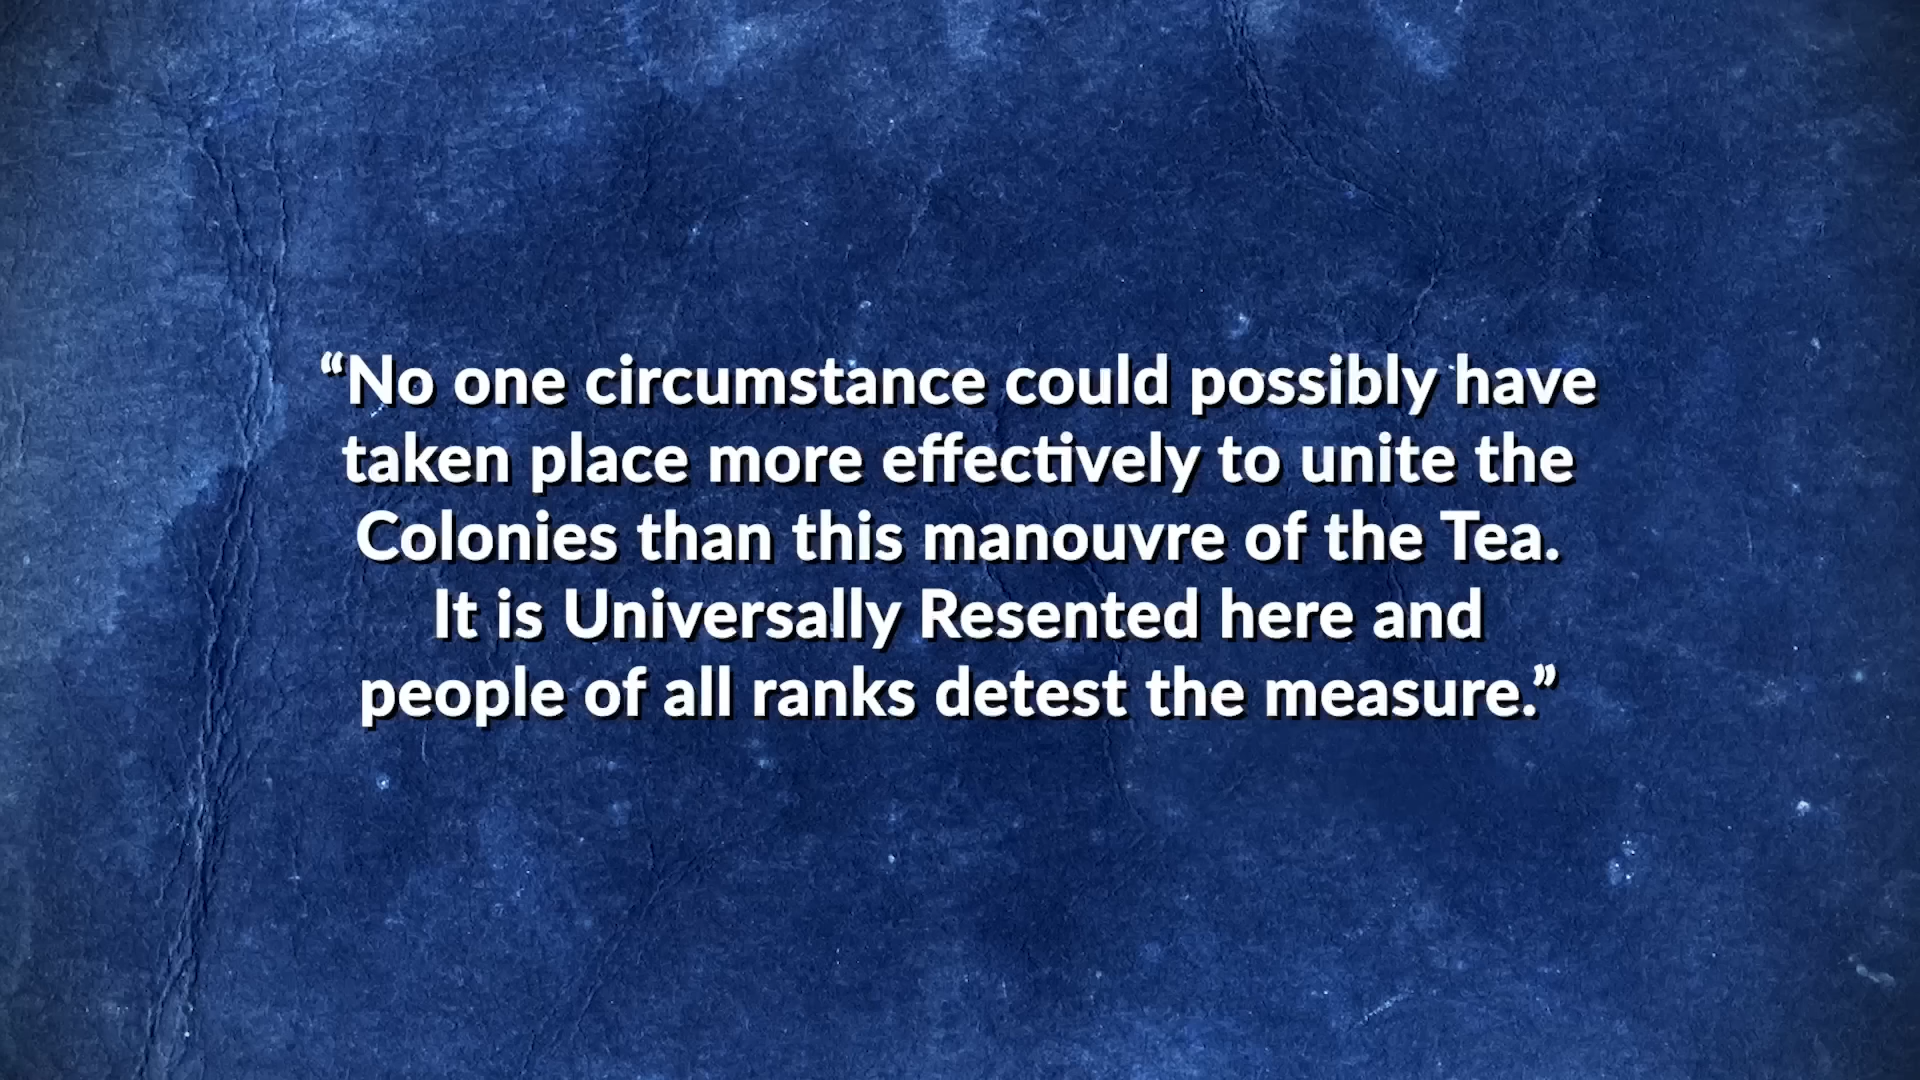 “No one circumstance could possibly have
taken place more effectively to unite the
Colonies than this manouvre of the Tea.
It is Universally Resented here and
people of all ranks detest the measure.”